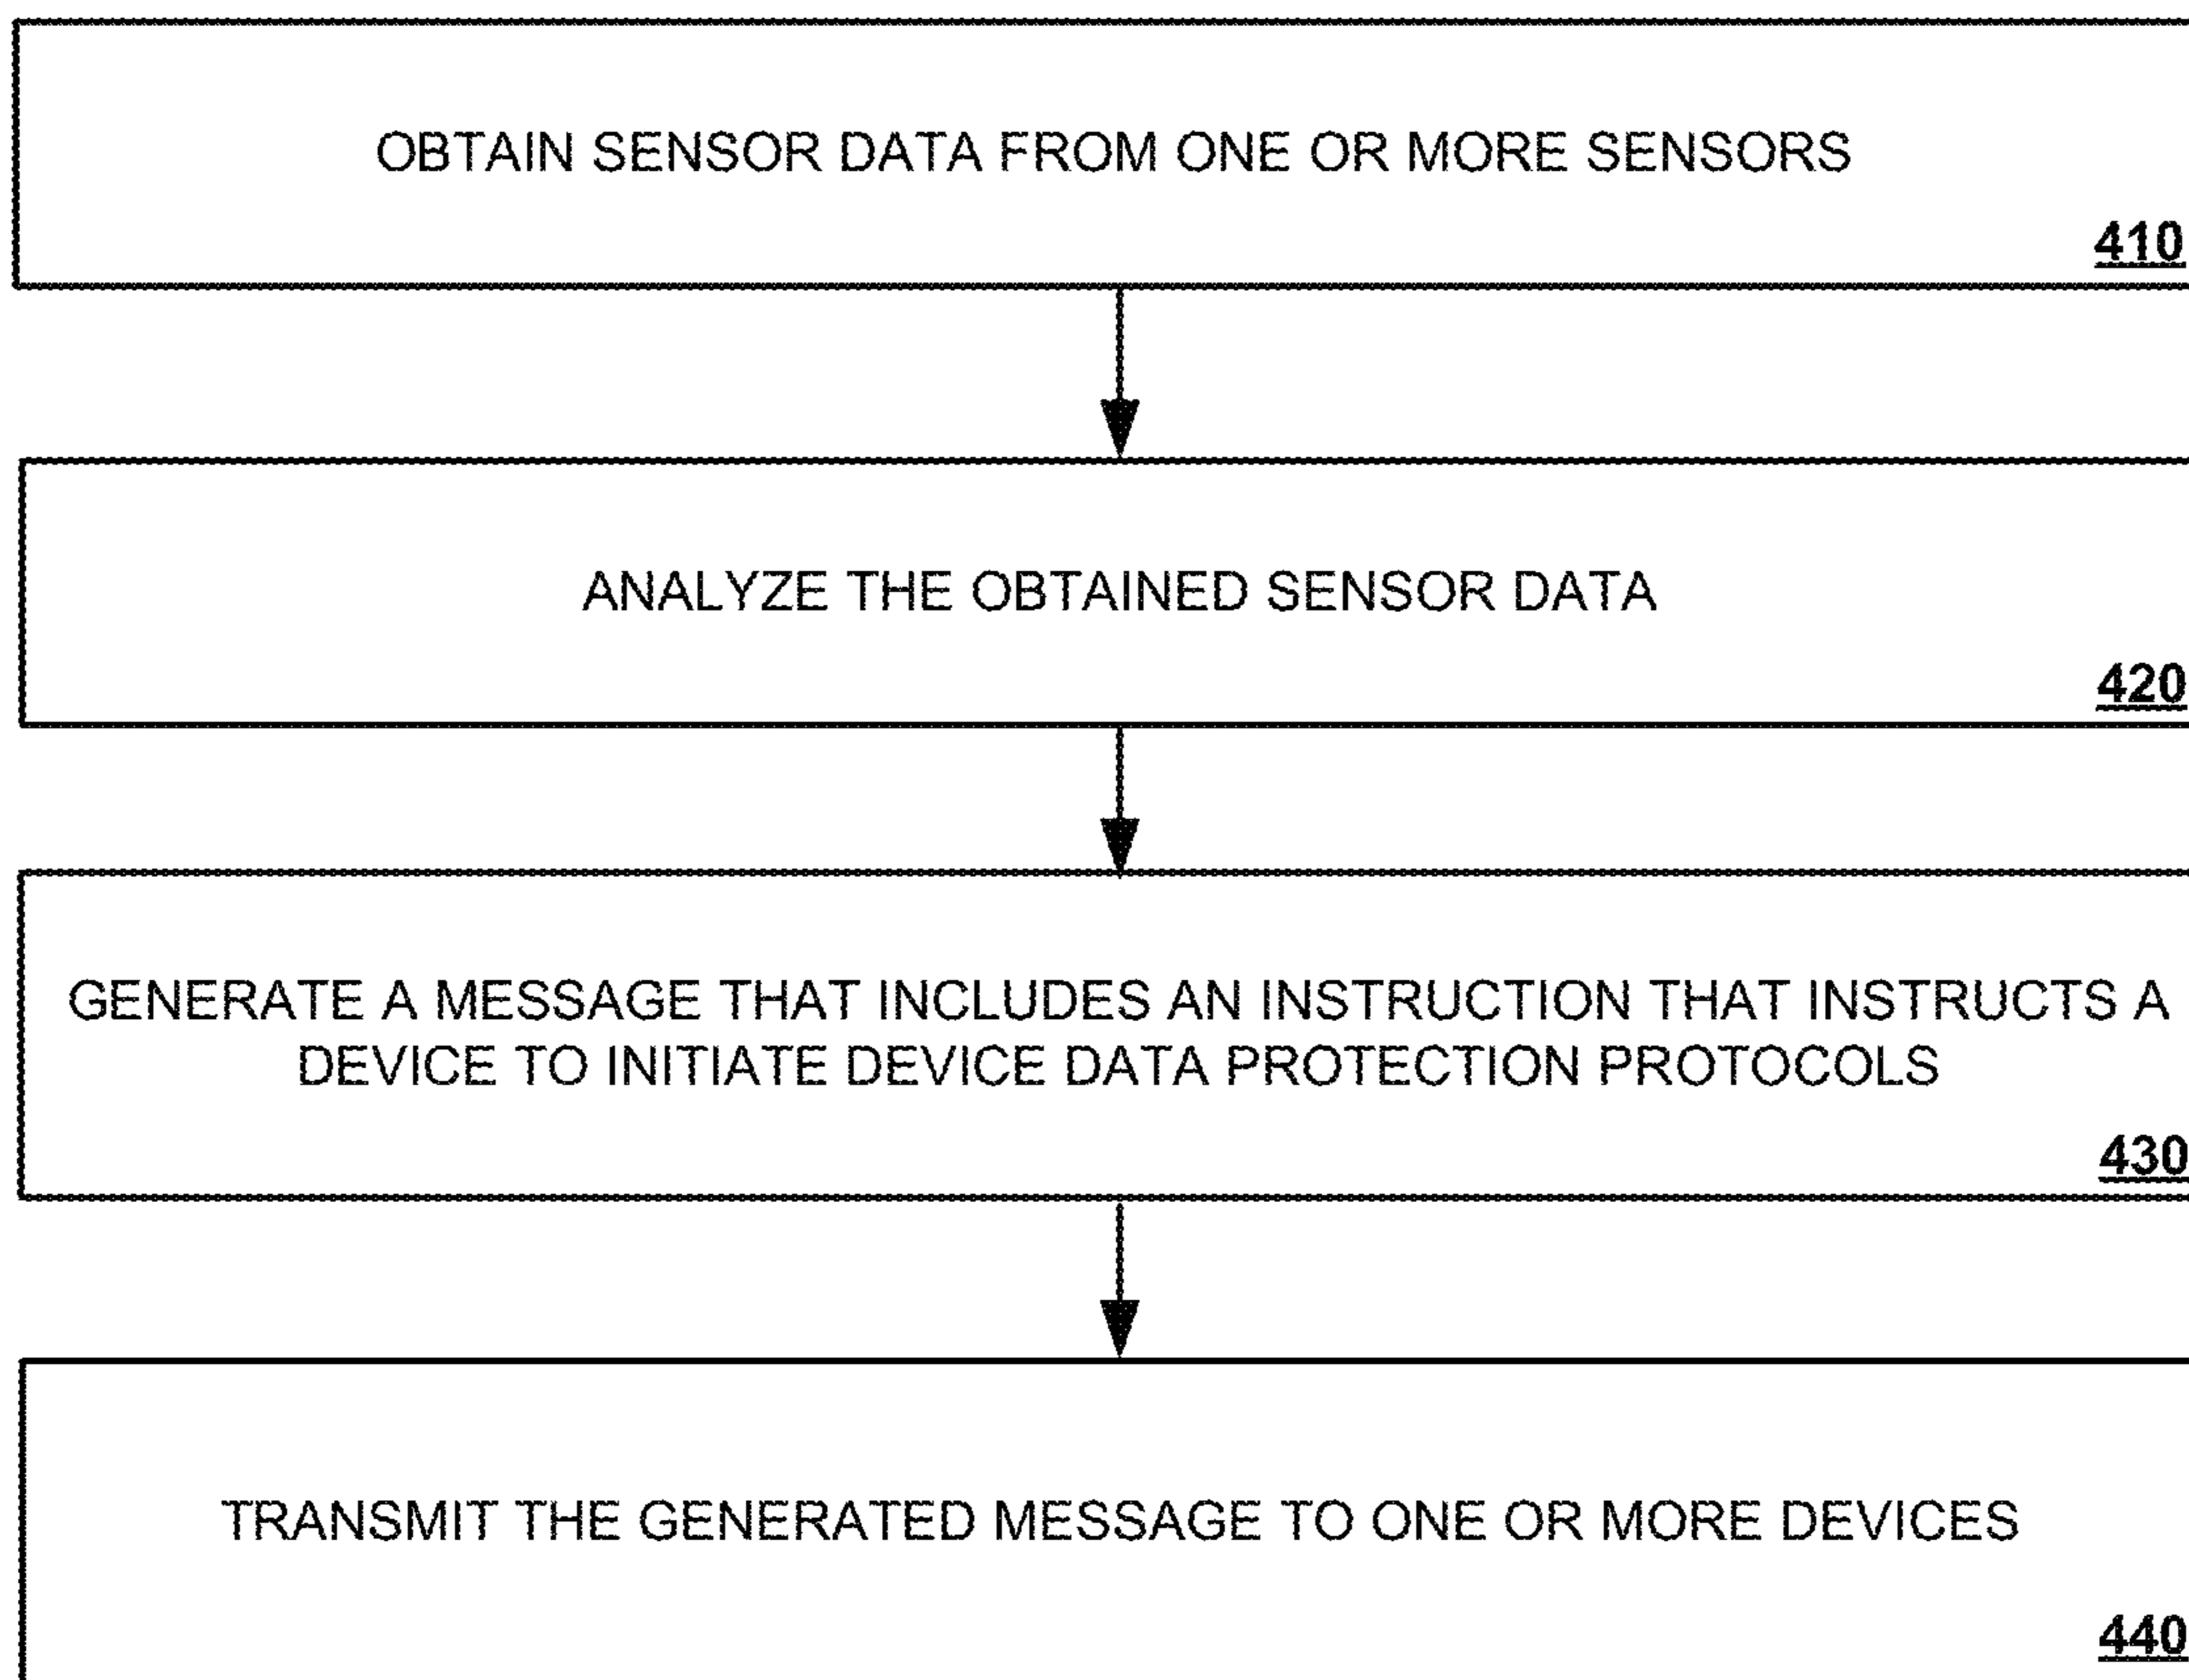 OBTAIN SENSOR DATA FROM ONE OR MORE SENSORS
410
ANALYZE THE OBTAINED SENSOR DATA
420
GENERATE A MESSAGE THAT INCLUDES AN INSTRUCTION THAT INSTRUCTS A
DEVICE TO INITIATE DEVICE DATA PROTECTION PROTOCOLS
430
TRANSMIT THE GENERATED MESSAGE TO ONE OR MORE DEVICES
440